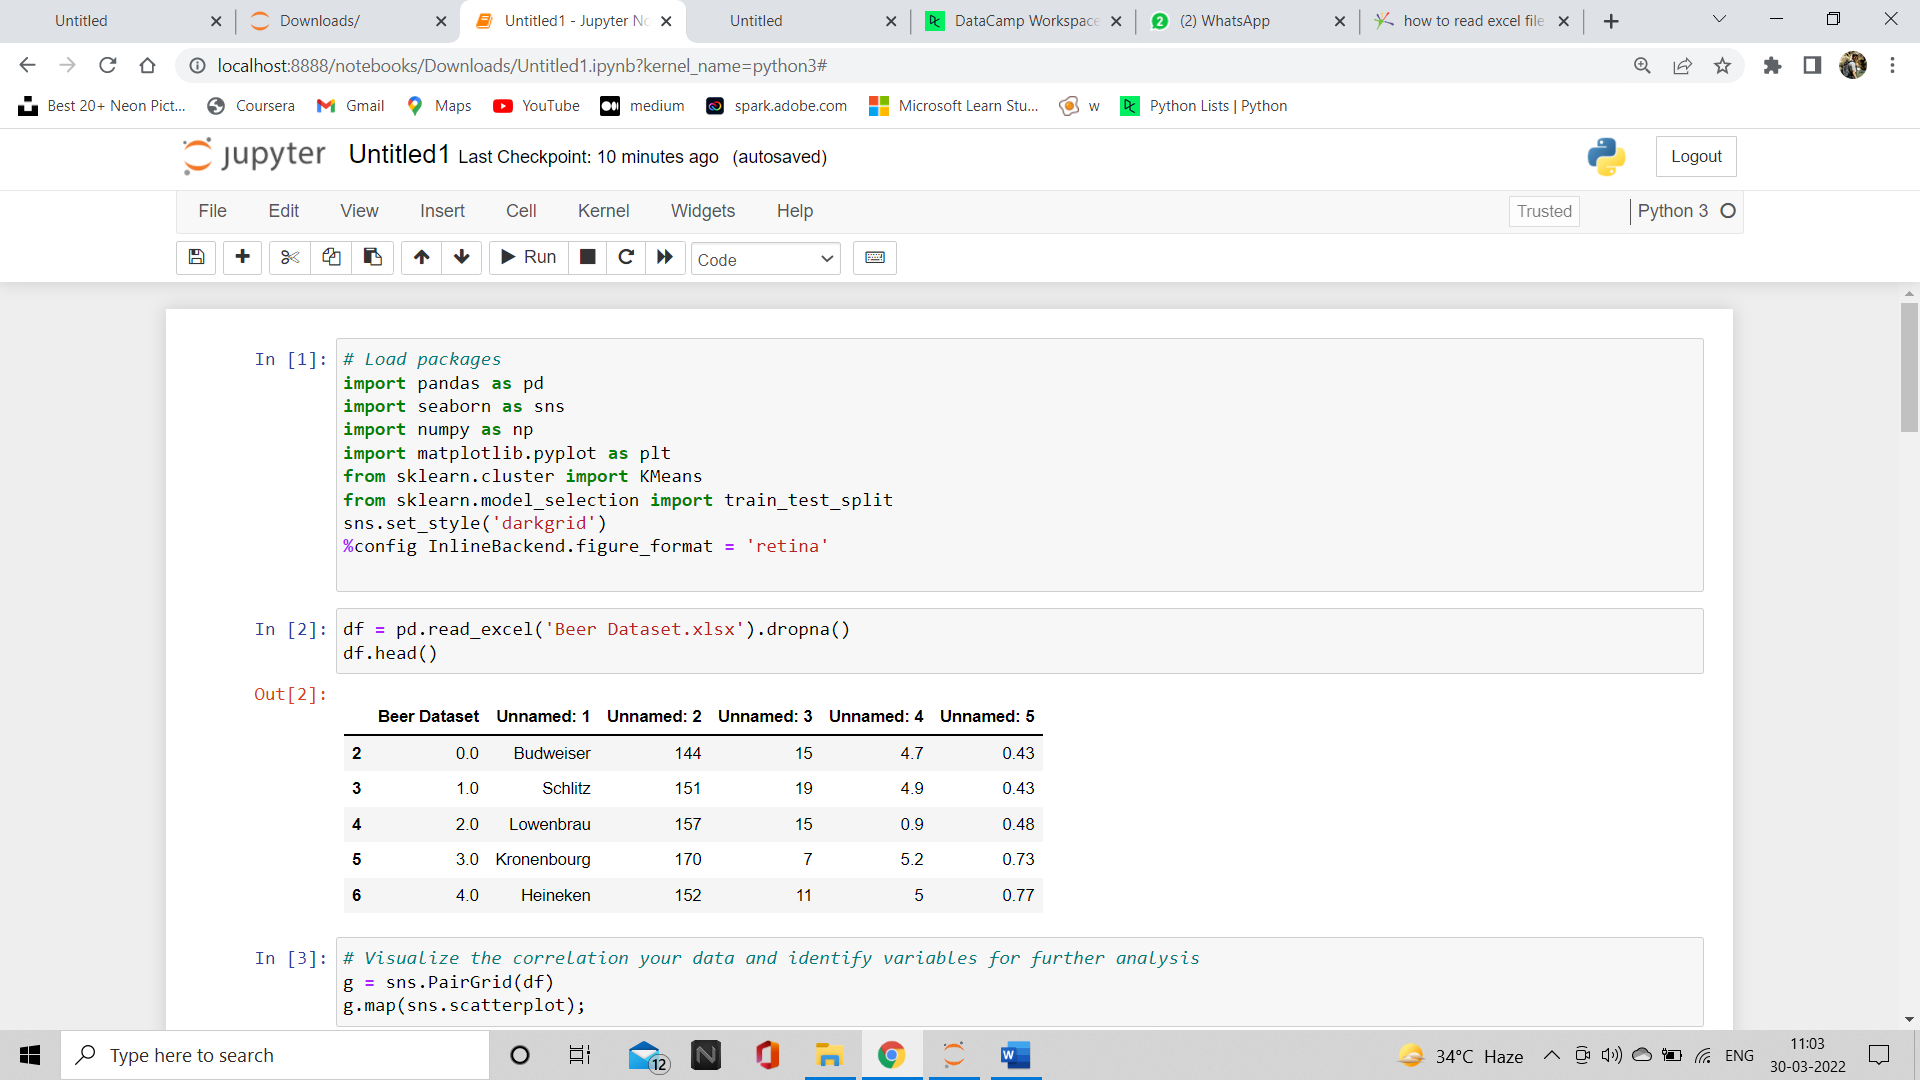 Untitled
Downloads/
Untitled1 - Jupyter No
Untitled
DataCamp Workspace
2
(2) WhatsApp
how to read excel file
localhost:8888/notebooks/Downloads/Untitled1.ipynb?kernel_name=python3#
Best 20+ Neon Pict...
Coursera
Gmail
Maps
YouTube
medium
spark.adobe.com
Microsoft Learn Stu...
w
Python Lists | Python
jupyter Untitled1 Last Checkpoint: 10 minutes ago (autosaved)
Logout
File Edit View Insert Cell Kernel Widgets Help
Trusted
Python 3
Run
Code
In [1]: # Load packages
import pandas as pd
import seaborn as sns
import numpy as np
import matplotlib.pyplot as plt
from sklearn.cluster import KMeans
from sklearn.model_selection import train_test_split
sns.set_style('darkgrid')
%config InlineBackend.figure_format = 'retina'
In [2]: df = pd.read_excel('Beer Dataset.xlsx').dropna()
df.head()
Out[2]:
Beer Dataset Unnamed: 1 Unnamed: 2 Unnamed: 3 Unnamed: 4 Unnamed: 5
2 0.0 Budweiser 144 15 4.7 0.43
3 1.0 Schlitz 151 19 4.9 0.43
4 2.0 Lowenbrau 157 15 0.9 0.48
5 3.0 Kronenbourg 170 7 5.2 0.73
6 4.0 Heineken 152 11 5 0.77
In [3]: # Visualize the correlation your data and identify variables for further analysis
g = sns.PairGrid(df)
g.map(sns.scatterplot);
Type here to search
12
N
W
34°C Haze
ENG
11:03
30-03-2022